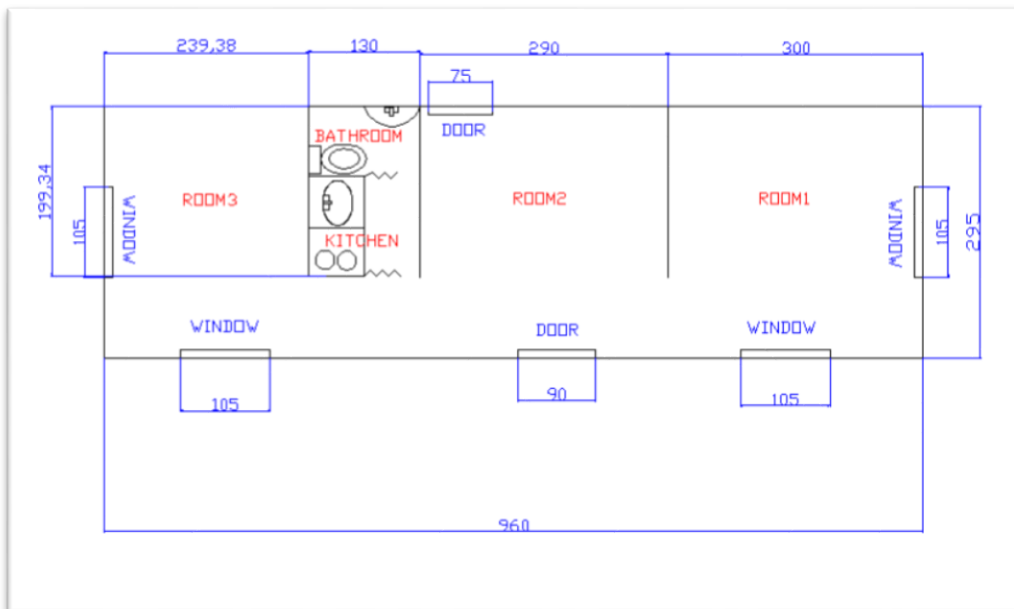 239,38
130
290
300
75
BATHROOM
DOOR
199,34
ROOM3
ROOM2
ROOM1
WINDOW
WINDOW
105
105
295
KITCHEN
WINDOW
DOOR
WINDOW
105
90
105
960